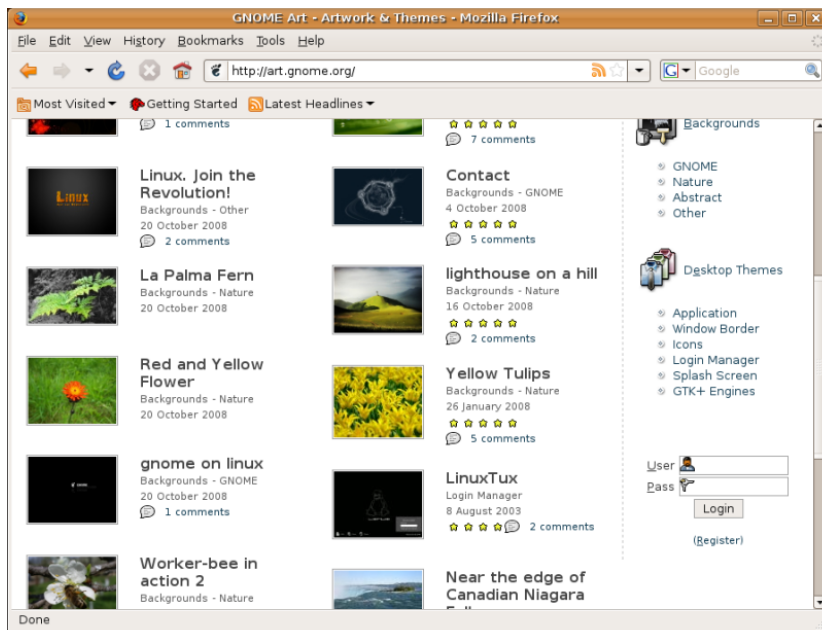 GNOME Art - Artwork & Themes - Mozilla Firefox
File Edit View History Bookmarks Tools Help
http://art.gnome.org/
G Google
Most Visited Getting Started Latest Headlines
1 comments
Linux. Join the
Revolution!
Backgrounds - Other
20 October 2008
2 comments
La Palma Fern
Backgrounds - Nature
20 October 2008
Red and Yellow
Flower
Backgrounds - Nature
20 October 2008
gnome on linux
Backgrounds - GNOME
20 October 2008
1 comments
Worker-bee in
action 2
Backgrounds - Nature
7 comments
Contact
Backgrounds - GNOME
4 October 2008
5 comments
lighthouse on a hill
Backgrounds - Nature
16 October 2008
2 comments
Yellow Tulips
Backgrounds - Nature
26 January 2008
5 comments
LinuxTux
Login Manager
8 August 2003
2 comments
Near the edge of
Canadian Niagara
Backgrounds
GNOME
Nature
Abstract
Other
Desktop Themes
Application
Window Border
Icons
Login Manager
Splash Screen
GTK+ Engines
User
Pass
Login
(Register)
Linux
Done